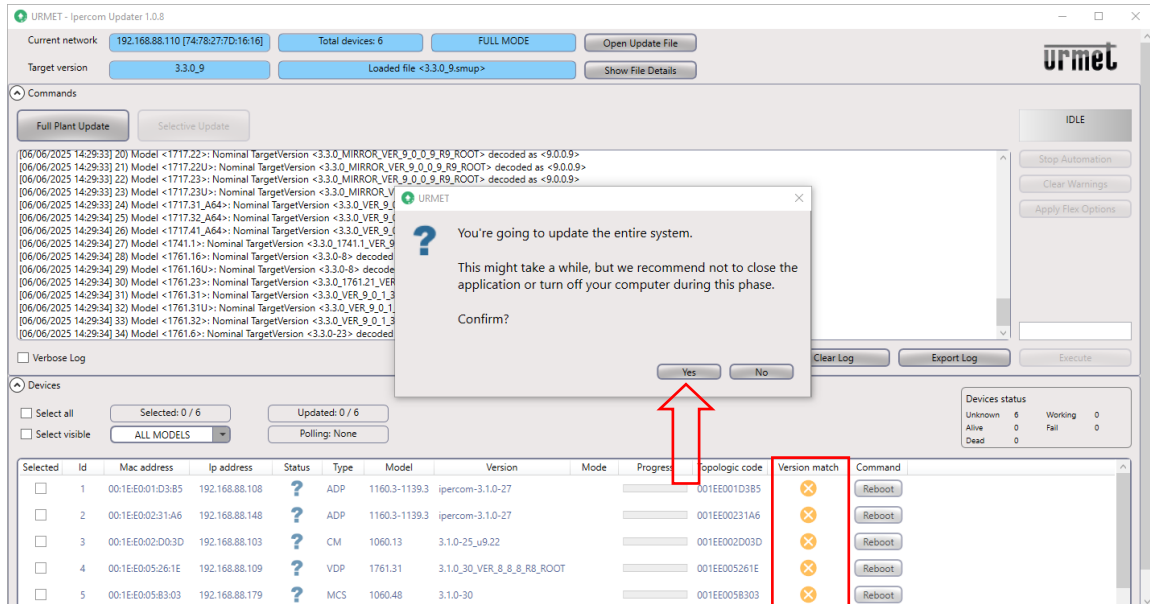 URMET - Ipercom Updater 1.0.8
Current network 192.168.88.110 [74:78:27:7D:16:16] Total devices: 6 FULL MODE Open Update File
urmet
Target version 3.3.0_9 Loaded file <3.3.0_9.smup> Show File Details
Commands
Full Plant Update Selective Update IDLE
[06/06/2025 14:29:33] 20) Model <1717.22>: Nominal TargetVersion <3.3.0_MIRROR_VER_9_0_0_9_R9_ROOT> decoded as <9.0.0.9>
[06/06/2025 14:29:33] 21) Model <1717.22U>: Nominal TargetVersion <3.3.0_MIRROR_VER_9_0_0_9_R9_ROOT> decoded as <9.0.0.9>
[06/06/2025 14:29:33] 22) Model <1717.23>: Nominal TargetVersion <3.3.0_MIRROR_VER_9_0_0_9_R9_ROOT> decoded as <9.0.0.9>
[06/06/2025 14:29:33] 23) Model <1717.23U>: Nominal TargetVersion <3.3.0_MIRROR_V
[06/06/2025 14:29:33] 24) Model <1717.31_A64>: Nominal TargetVersion <3.3.0_VER_9_0
[06/06/2025 14:29:34] 25) Model <1717.32_A64>: Nominal TargetVersion <3.3.0_VER_9_0
[06/06/2025 14:29:34] 26) Model <1717.41_A64>: Nominal TargetVersion <3.3.0_VER_9_0
[06/06/2025 14:29:34] 27) Model <1741.1>: Nominal TargetVersion <3.3.0_1741.1_VER_9
[06/06/2025 14:29:34] 28) Model <1761.16>: Nominal TargetVersion <3.3.0-8> decoded
[06/06/2025 14:29:34] 29) Model <1761.16U>: Nominal TargetVersion <3.3.0-8> decode
[06/06/2025 14:29:34] 30) Model <1761.23>: Nominal TargetVersion <3.3.0_1761.21_VER
[06/06/2025 14:29:34] 31) Model <1761.31>: Nominal TargetVersion <3.3.0_VER_9_0_1_3
[06/06/2025 14:29:34] 32) Model <1761.31U>: Nominal TargetVersion <3.3.0_VER_9_0_1_
[06/06/2025 14:29:34] 33) Model <1761.32>: Nominal TargetVersion <3.3.0_VER_9_0_1_3
[06/06/2025 14:29:34] 34) Model <1761.6>: Nominal TargetVersion <3.3.0-23> decoded
Stop Automation
Clear Warnings
Apply Flex Options
URMET
You're going to update the entire system.
This might take a while, but we recommend not to close the
application or turn off your computer during this phase.
Confirm?
Yes No
Verbose Log Clear Log Export Log Execute
Devices
Select all Selected: 0 / 6 Updated: 0 / 6
Select visible ALL MODELS Polling: None
Devices status
Unknown 6 Working 0
Alive 0 Fail 0
Dead 0
Selected Id Mac address Ip address Status Type Model Version Mode Progress Topologic code Version match Command
1 00:1E:E0:01:D3:B5 192.168.88.108 ? ADP 1160.3-1139.3 ipercom-3.1.0-27 001EE001D3B5 Reboot
2 00:1E:E0:02:31:A6 192.168.88.148 ? ADP 1160.3-1139.3 ipercom-3.1.0-27 001EE00231A6 Reboot
3 00:1E:E0:02:D0:3D 192.168.88.103 ? CM 1060.13 3.1.0-25_u9.22 001EE002D03D Reboot
4 00:1E:E0:05:26:1E 192.168.88.109 ? VDP 1761.31 3.1.0_30_VER_8_8_8_R8_ROOT 001EE005261E Reboot
5 00:1E:E0:05:B3:03 192.168.88.179 ? MCS 1060.48 3.1.0-30 001EE005B303 Reboot